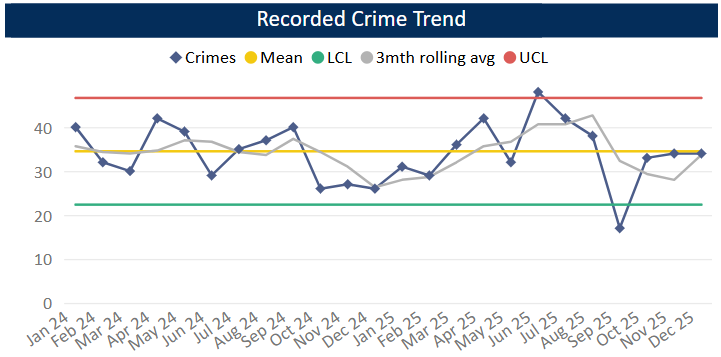 Recorded Crime Trend
Crimes Mean LCL 3mth rolling avg UCL
40
30
20
10
0
Jan 24 Feb 24 Mar 24 Apr 24 May 24 Jun 24 Jul 24 Aug 24 Sep 24 Oct 24 Nov 24 Dec 24 Jan 25 Feb 25 Mar 25 Apr 25 May 25 Jun 25 Jul 25 Aug 25 Sep 25 Oct 25 Nov 25 Dec 25